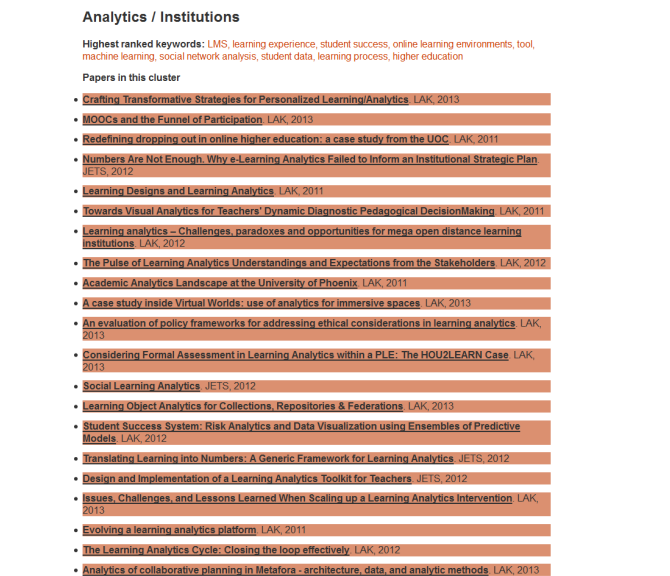 Analytics / Institutions
Highest ranked keywords: LMS, learning experience, student success, online learning environments, tool,
machine learning, social network analysis, student data, learning process, higher education
Papers in this cluster
Crafting Transformative Strategies for Personalized Learning/Analytics. LAK, 2013
MOOCs and the Funnel of Participation. LAK, 2013
Redefining dropping out in online higher education: a case study from the UOC. LAK, 2011
Numbers Are Not Enough. Why e-Learning Analytics Failed to Inform an Institutional Strategic Plan.
JETS, 2012
Learning Designs and Learning Analytics. LAK, 2011
Towards Visual Analytics for Teachers' Dynamic Diagnostic Pedagogical DecisionMaking. LAK, 2011
Learning analytics – Challenges, paradoxes and opportunities for mega open distance learning
institutions. LAK, 2012
The Pulse of Learning Analytics Understandings and Expectations from the Stakeholders. LAK, 2012
Academic Analytics Landscape at the University of Phoenix. LAK, 2011
A case study inside Virtual Worlds: use of analytics for immersive spaces. LAK, 2013
An evaluation of policy frameworks for addressing ethical considerations in learning analytics. LAK,
2013
Considering Formal Assessment in Learning Analytics within a PLE: The HOU2LEARN Case. LAK,
2013
Social Learning Analytics. JETS, 2012
Learning Object Analytics for Collections, Repositories & Federations. LAK, 2013
Student Success System: Risk Analytics and Data Visualization using Ensembles of Predictive
Models. LAK, 2012
Translating Learning into Numbers: A Generic Framework for Learning Analytics. JETS, 2012
Design and Implementation of a Learning Analytics Toolkit for Teachers. JETS, 2012
Issues, Challenges, and Lessons Learned When Scaling up a Learning Analytics Intervention. LAK,
2013
Evolving a learning analytics platform. LAK, 2011
The Learning Analytics Cycle: Closing the loop effectively. LAK, 2012
Analytics of collaborative planning in Metafora - architecture, data, and analytic methods. LAK, 2013